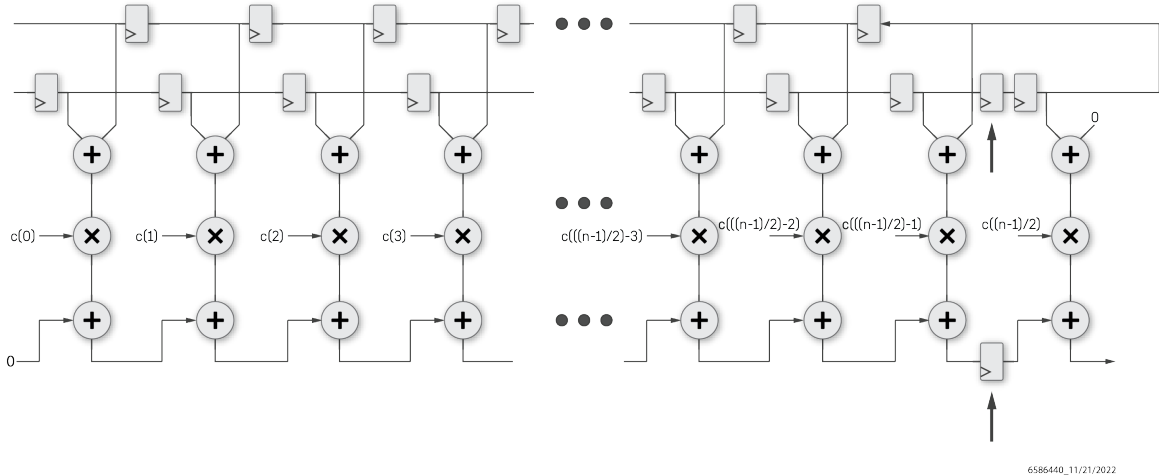 0
c(0)
c(1)
c(2)
c(3)
c(((n-1)/2)-3)
c(((n-1)/2)-2)
c(((n-1)/2)-1)
c((n-1)/2)
0
6586440_11/21/2022